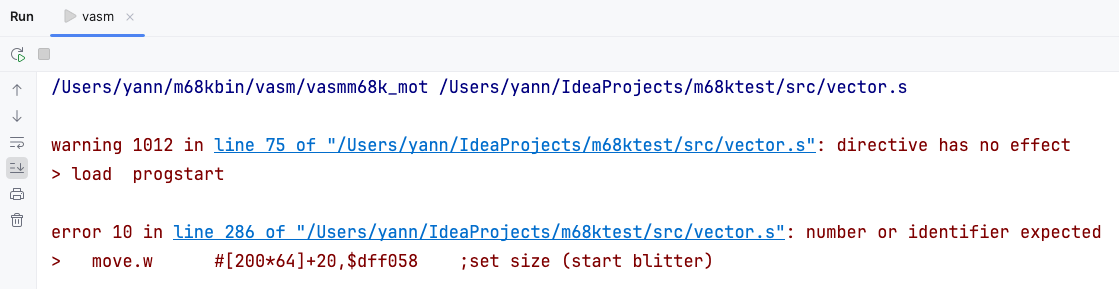 Run
vasm
/Users/yann/m68kbin/vasm/vasmm68k_mot /Users/yann/IdeaProjects/m68ktest/src/vector.s
warning 1012 in line 75 of "/Users/yann/IdeaProjects/m68ktest/src/vector.s": directive has no effect
> load  progstart
error 10 in line 286 of "/Users/yann/IdeaProjects/m68ktest/src/vector.s": number or identifier expected
>   move.w      #[200*64]+20,$dff058    ;set size (start blitter)